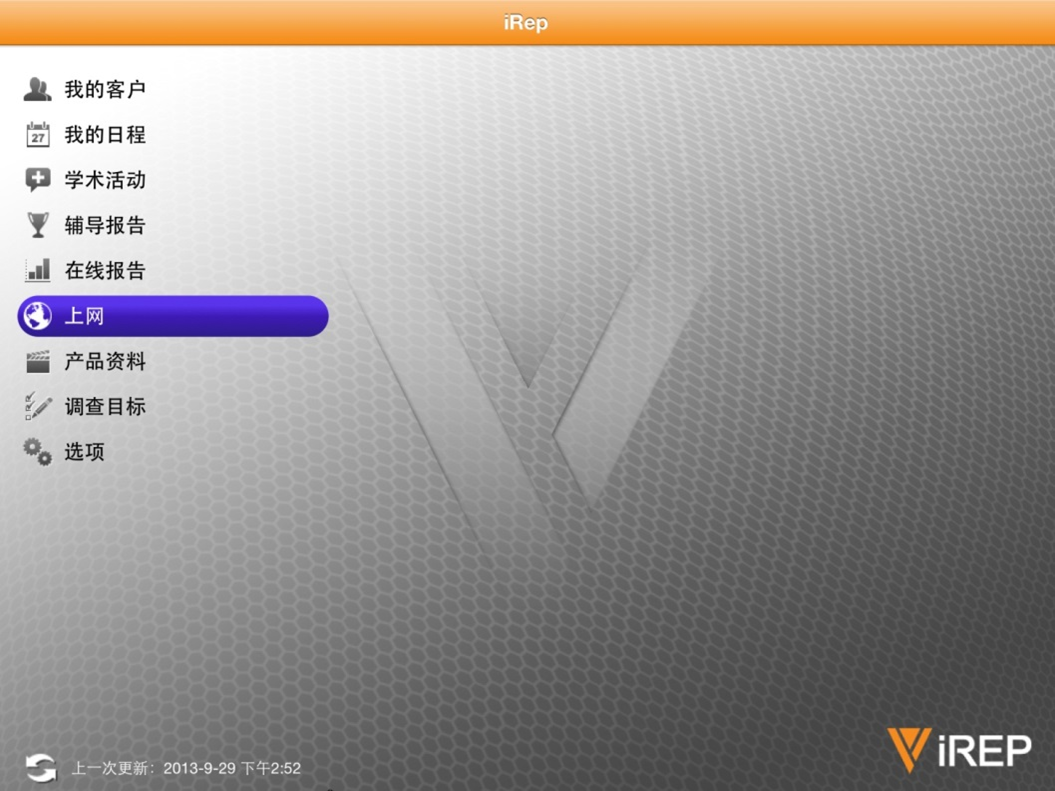 iRep
我的客户
27
我的日程
学术活动
辅导报告
在线报告
上网
产品资料
调查目标
选项
上一次更新：2013-9-29 下午2:52
iREP